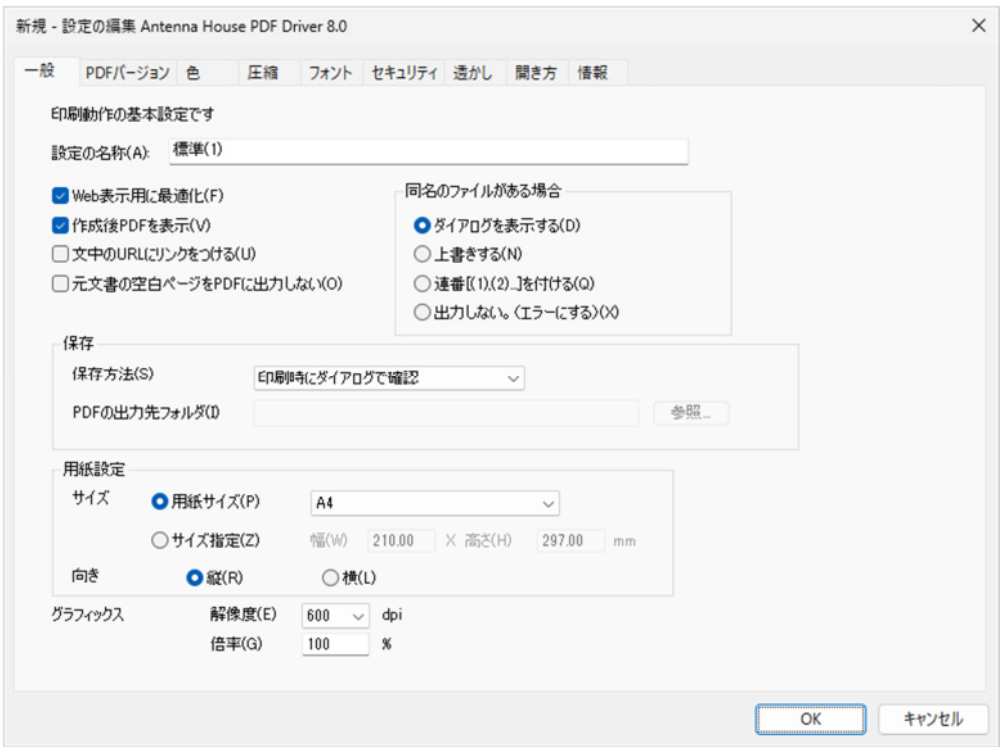 新規 - 設定の編集 Antenna House PDF Driver 8.0
一般 PDFバージョン 色 圧縮 フォント セキュリティ 透かし 開き方 情報
印刷動作の基本設定です
設定の名称(A): 標準(1)
Web表示用に最適化(F)
作成後PDFを表示(V)
文中のURLにリンクをつける(U)
元文書の空白ページをPDFに出力しない(O)
同名のファイルがある場合
ダイアログを表示する(D)
上書きする(N)
連番[(1),(2)...]を付ける(Q)
出力しない。(エラーにする)(X)
保存
保存方法(S) 印刷時にダイアログで確認
PDFの出力先フォルダ(I) 参照...
用紙設定
サイズ 用紙サイズ(P) A4
サイズ指定(Z) 幅(W) 210.00 X 高さ(H) 297.00 mm
向き 縦(R) 横(L)
グラフィックス 解像度(E) 600 dpi
倍率(G) 100 %
OK キャンセル